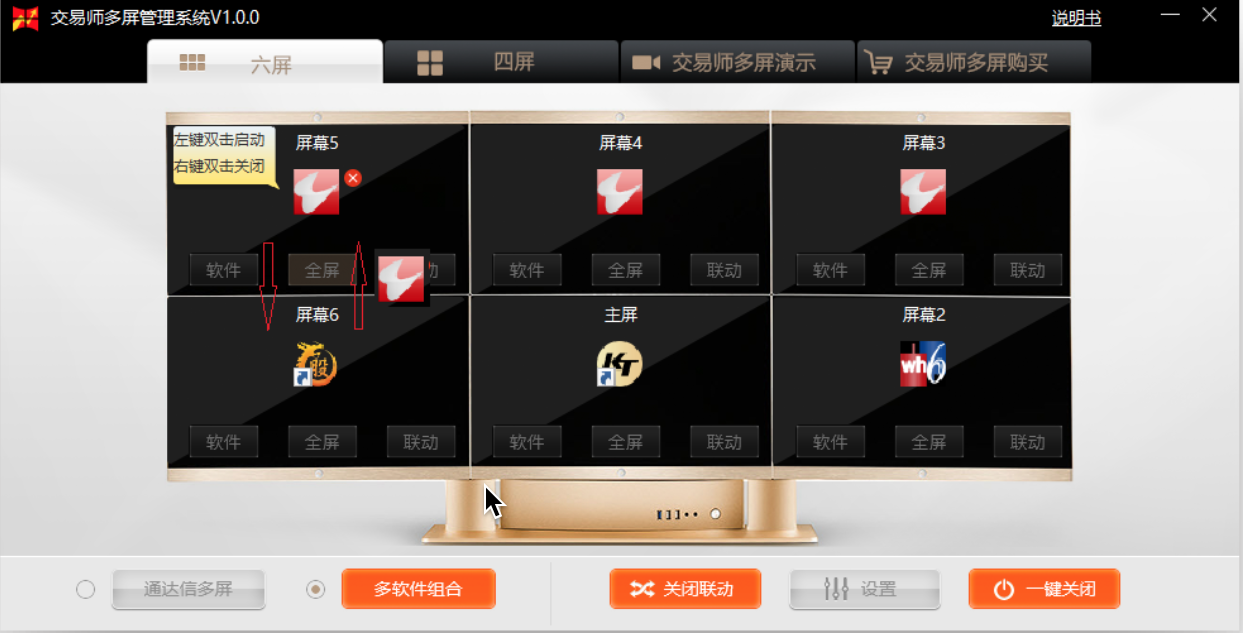 交易师多屏管理系统V1.0.0
说明书
六屏
四屏
交易师多屏演示
交易师多屏购买
左键双击启动
右键双击关闭
屏幕5
屏幕4
屏幕3
软件
全屏
动
软件
全屏
联动
软件
全屏
联动
屏幕6
主屏
屏幕2
股
KT
wh6
软件
全屏
联动
软件
全屏
联动
软件
全屏
联动
通达信多屏
多软件组合
关闭联动
设置
一键关闭